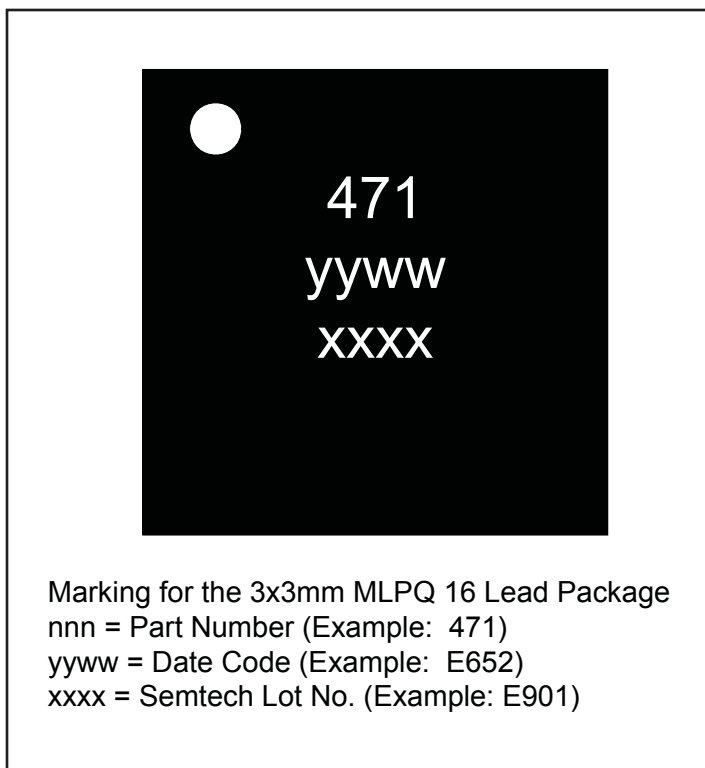 471
yyww
xxxx
Marking for the 3x3mm MLPQ 16 Lead Package
nnn = Part Number (Example:  471)
yyww = Date Code (Example:  E652)
xxxx = Semtech Lot No. (Example: E901)